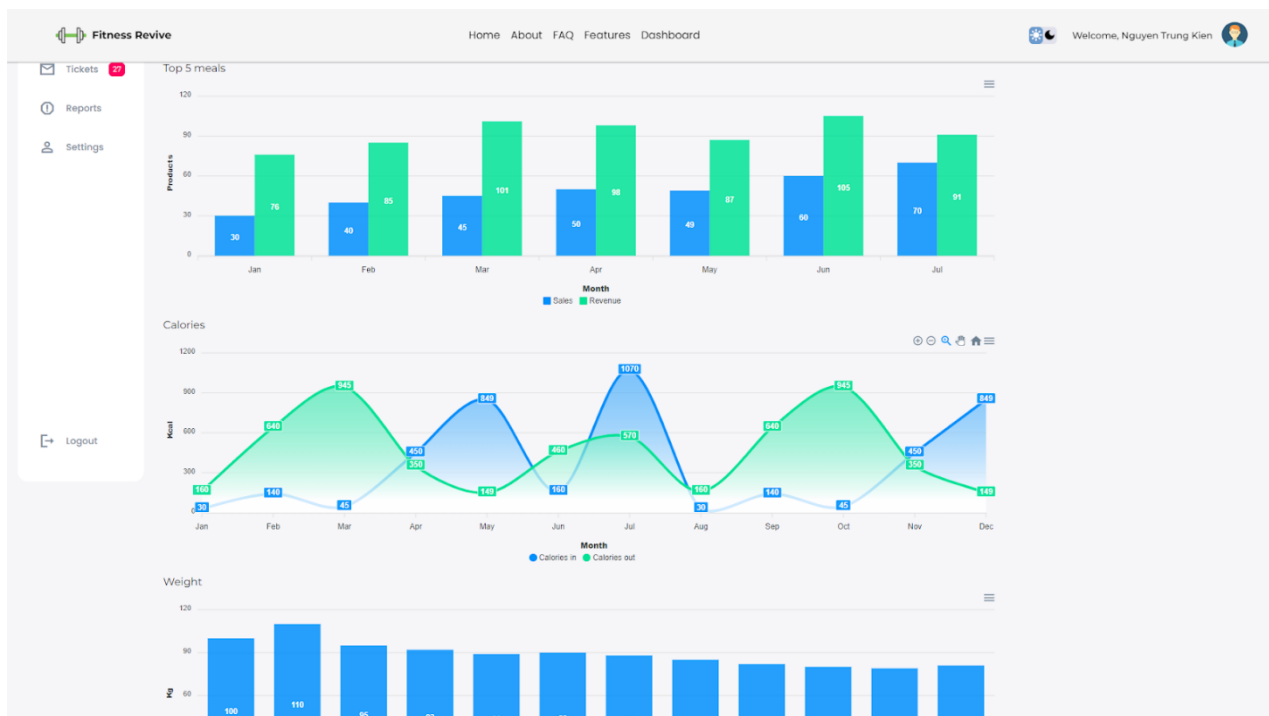 Fitness Revive
Home About FAQ Features Dashboard
Welcome, Nguyen Trung Kien
Tickets 27
Reports
Settings
Logout
Top 5 meals
120
90
60
30
0
Products
30 76
40 85
45 101
50 98
49 87
60 105
70 91
Jan Feb Mar Apr May Jun Jul
Month
Sales Revenue
Calories
1200
900
600
300
0
Kcal
160 640 945 350 149 460 570 160 640 945 350 149
30 140 45 450 849 160 1070 30 140 45 450 849
Jan Feb Mar Apr May Jun Jul Aug Sep Oct Nov Dec
Month
Calories in Calories out
Weight
120
90
60
Kg
100 110